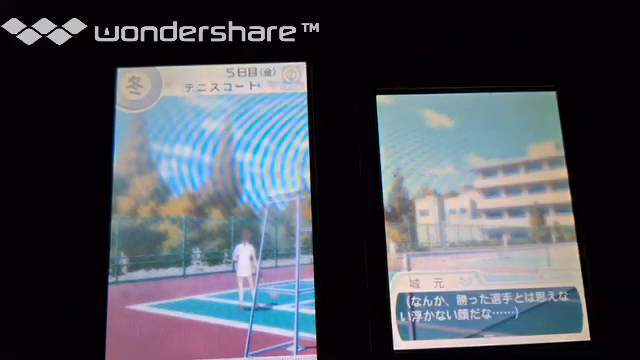 wondershare™
冬
5日目(金)
テニスコート
城元
(なんか、勝った選手とは思えな
い浮かない顔だな……)